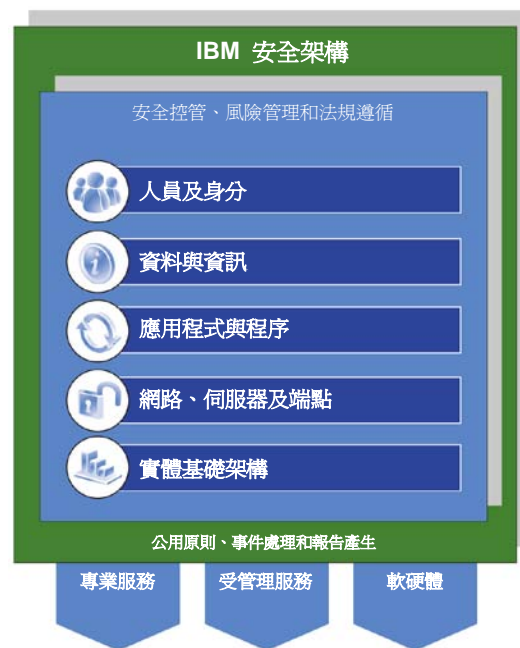 IBM 安全架構
安全控管、風險管理和法規遵循
人員及身分
資料與資訊
應用程式與程序
網路、伺服器及端點
實體基礎架構
公用原則、事件處理和報告產生
專業服務
受管理服務
軟硬體